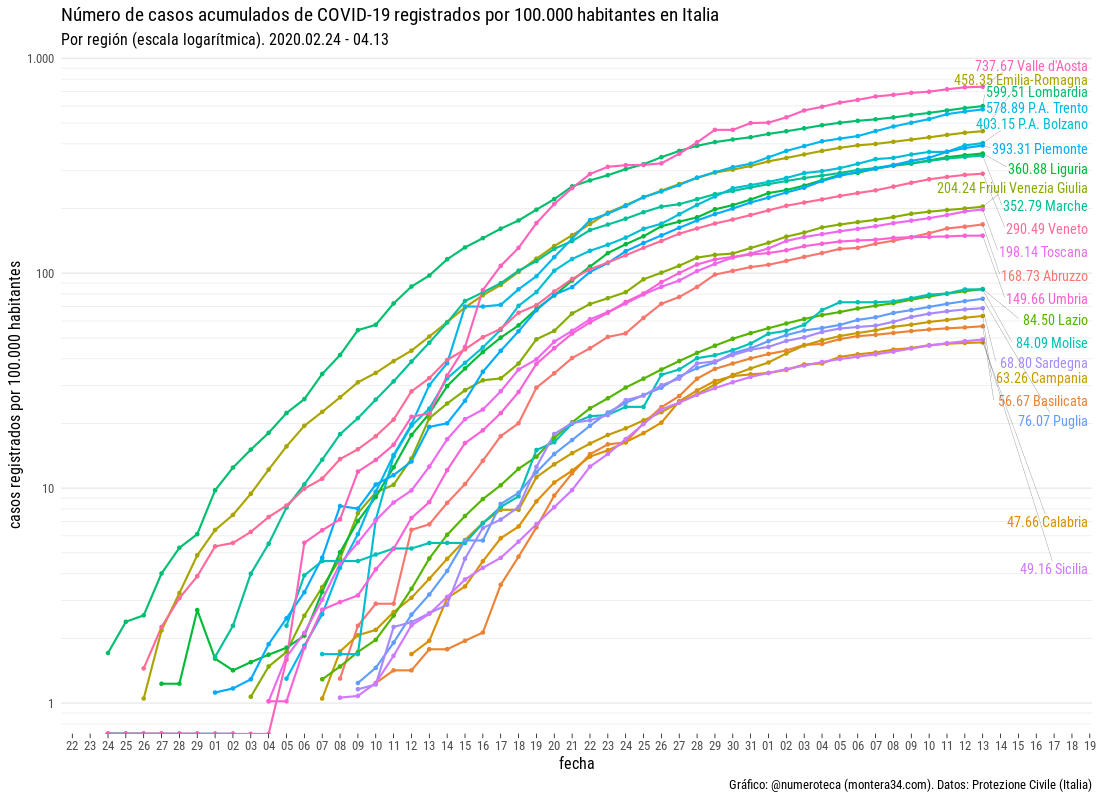 Número de casos acumulados de COVID-19 registrados por 100.000 habitantes en Italia
Por región (escala logarítmica). 2020.02.24 - 04.13
casos registrados por 100.000 habitantes
1.000
100
10
1
737.67 Valle d'Aosta
458.35 Emilia-Romagna
599.51 Lombardia
578.89 P.A. Trento
403.15 P.A. Bolzano
393.31 Piemonte
360.88 Liguria
204.24 Friuli Venezia Giulia
352.79 Marche
290.49 Veneto
198.14 Toscana
168.73 Abruzzo
149.66 Umbria
84.50 Lazio
84.09 Molise
68.80 Sardegna
63.26 Campania
56.67 Basilicata
76.07 Puglia
47.66 Calabria
49.16 Sicilia
22 23 24 25 26 27 28 29 01 02 03 04 05 06 07 08 09 10 11 12 13 14 15 16 17 18 19 20 21 22 23 24 25 26 27 28 29 30 31 01 02 03 04 05 06 07 08 09 10 11 12 13 14 15 16 17 18 19
fecha
Gráfico: @numeroteca (montera34.com). Datos: Protezione Civile (Italia)